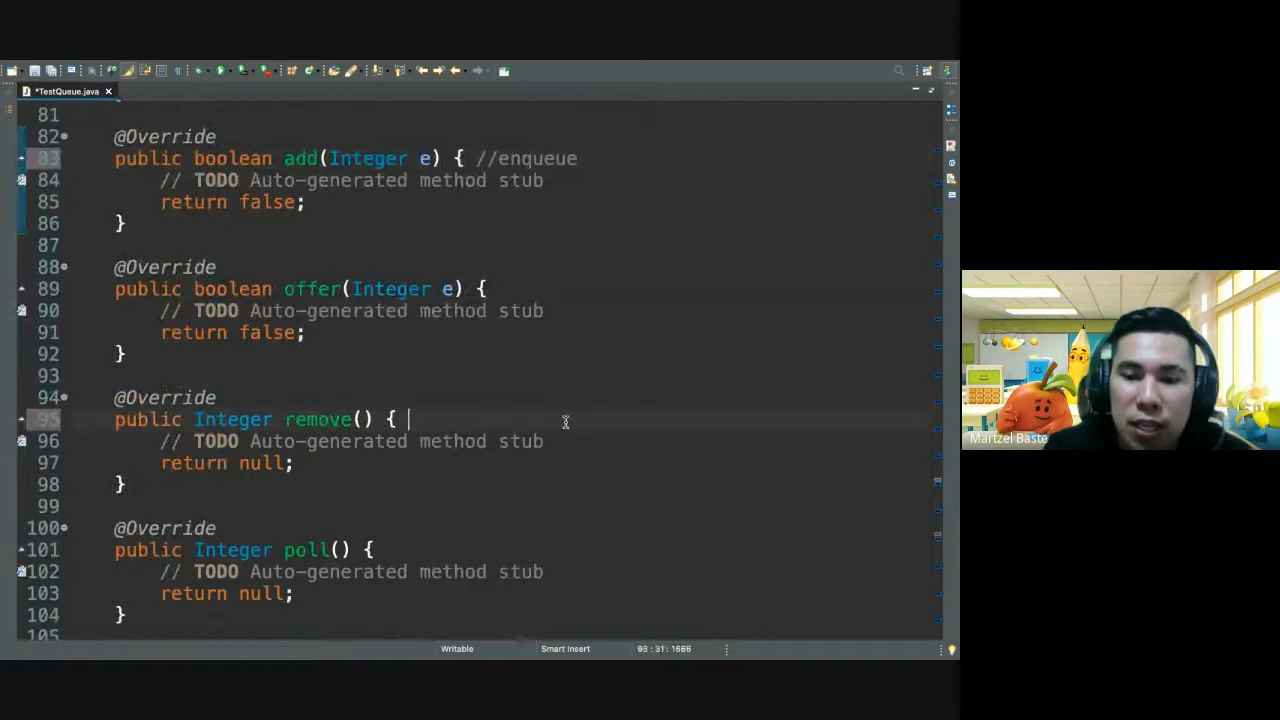 *TestQueue.java
81
82 @Override
83 public boolean add(Integer e) { //enqueue
84 // TODO Auto-generated method stub
85 return false;
86 }
87
88 @Override
89 public boolean offer(Integer e) {
90 // TODO Auto-generated method stub
91 return false;
92 }
93
94 @Override
95 public Integer remove() {
96 // TODO Auto-generated method stub
97 return null;
98 }
99
100 @Override
101 public Integer poll() {
102 // TODO Auto-generated method stub
103 return null;
104 }
105
Writable Smart Insert 95 : 31 : 1666
Martzel Baste